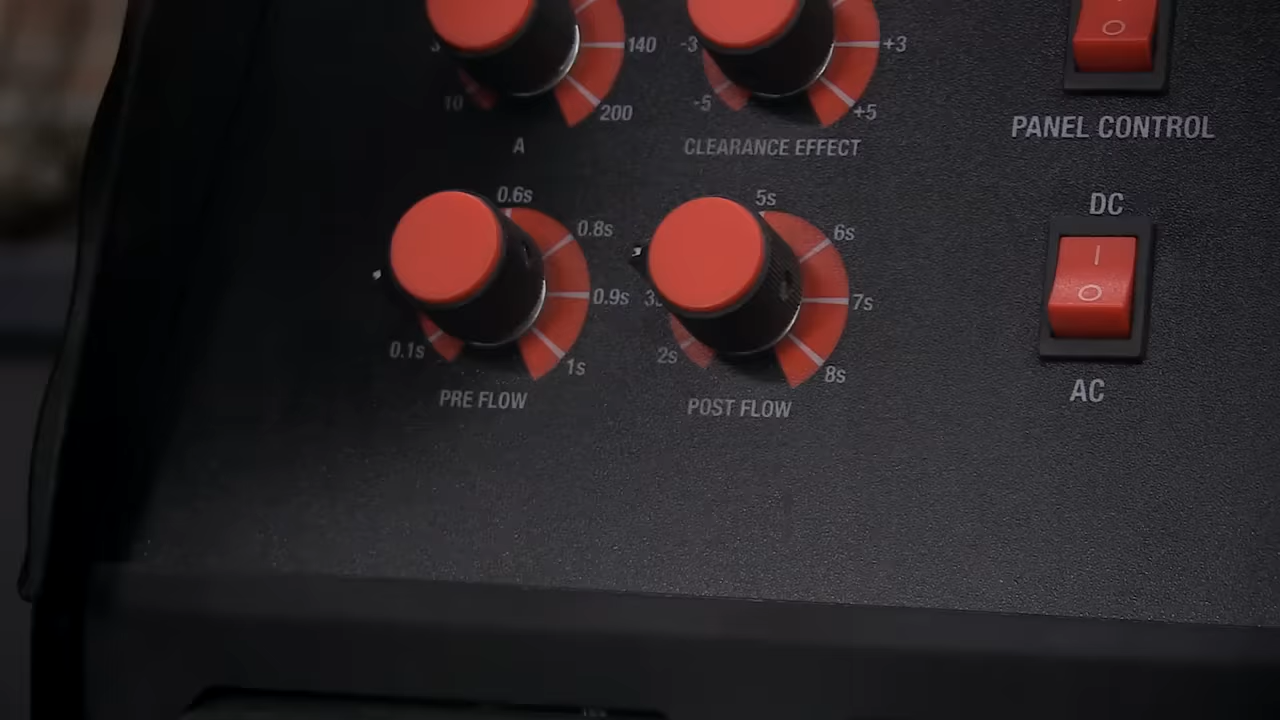 140
-3
+3
10
200
-5
+5
A
CLEARANCE EFFECT
PANEL CONTROL
0.6s
5s
DC
0.8s
6s
0.9s
7s
0.1s
1s
2s
8s
PRE FLOW
POST FLOW
AC